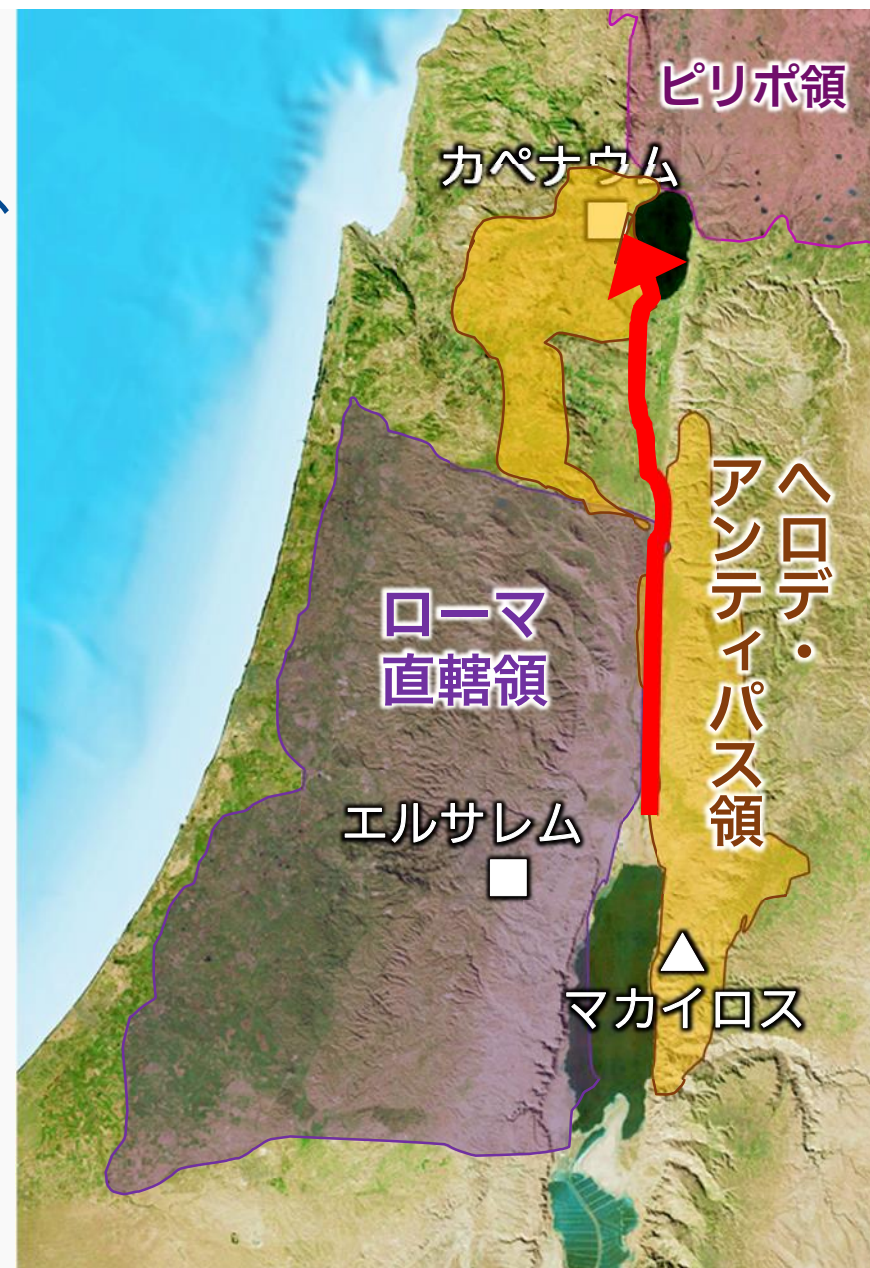 ピリポ領
カペナウム
ヘロデ・
アンティパス領
ローマ
直轄領
エルサレム
マカイロス